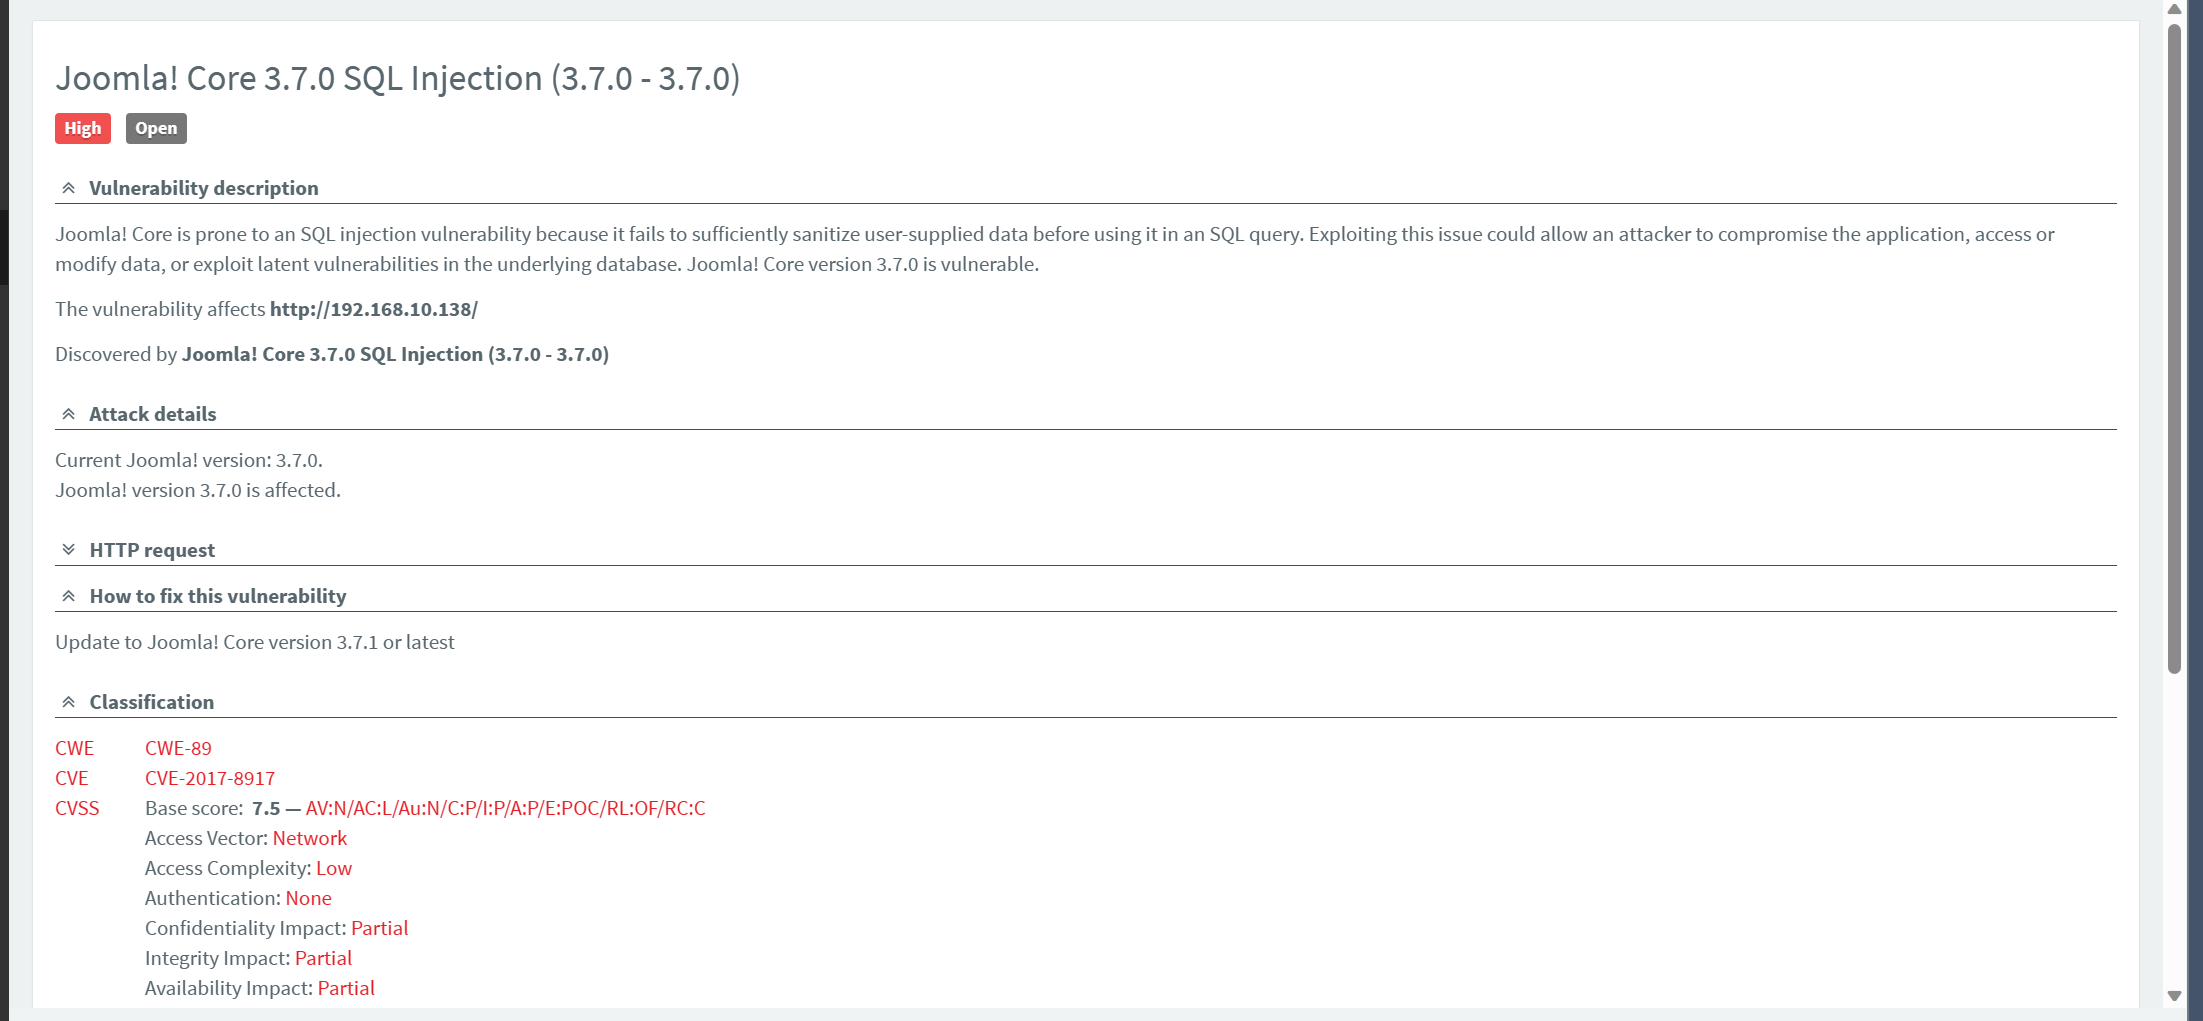 Joomla! Core 3.7.0 SQL Injection (3.7.0 - 3.7.0)
High Open
Vulnerability description
Joomla! Core is prone to an SQL injection vulnerability because it fails to sufficiently sanitize user-supplied data before using it in an SQL query. Exploiting this issue could allow an attacker to compromise the application, access or
modify data, or exploit latent vulnerabilities in the underlying database. Joomla! Core version 3.7.0 is vulnerable.
The vulnerability affects http://192.168.10.138/
Discovered by Joomla! Core 3.7.0 SQL Injection (3.7.0 - 3.7.0)
Attack details
Current Joomla! version: 3.7.0.
Joomla! version 3.7.0 is affected.
HTTP request
How to fix this vulnerability
Update to Joomla! Core version 3.7.1 or latest
Classification
CWE CWE-89
CVE CVE-2017-8917
CVSS Base score: 7.5 — AV:N/AC:L/Au:N/C:P/I:P/A:P/E:POC/RL:OF/RC:C
Access Vector: Network
Access Complexity: Low
Authentication: None
Confidentiality Impact: Partial
Integrity Impact: Partial
Availability Impact: Partial